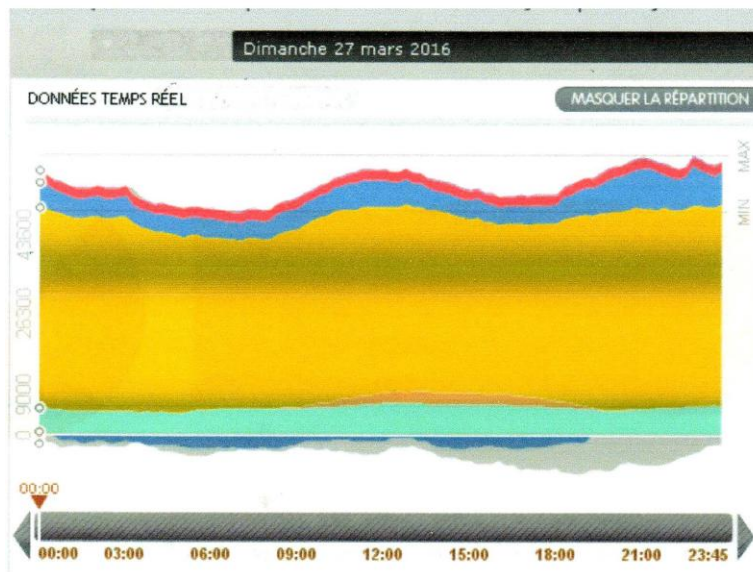 Dimanche 27 mars 2016
DONNÉES TEMPS RÉEL
MASQUER LA RÉPARTITION
MAX
MIN
43600
26300
9000
0
00:00
00:00 03:00 06:00 09:00 12:00 15:00 18:00 21:00 23:45